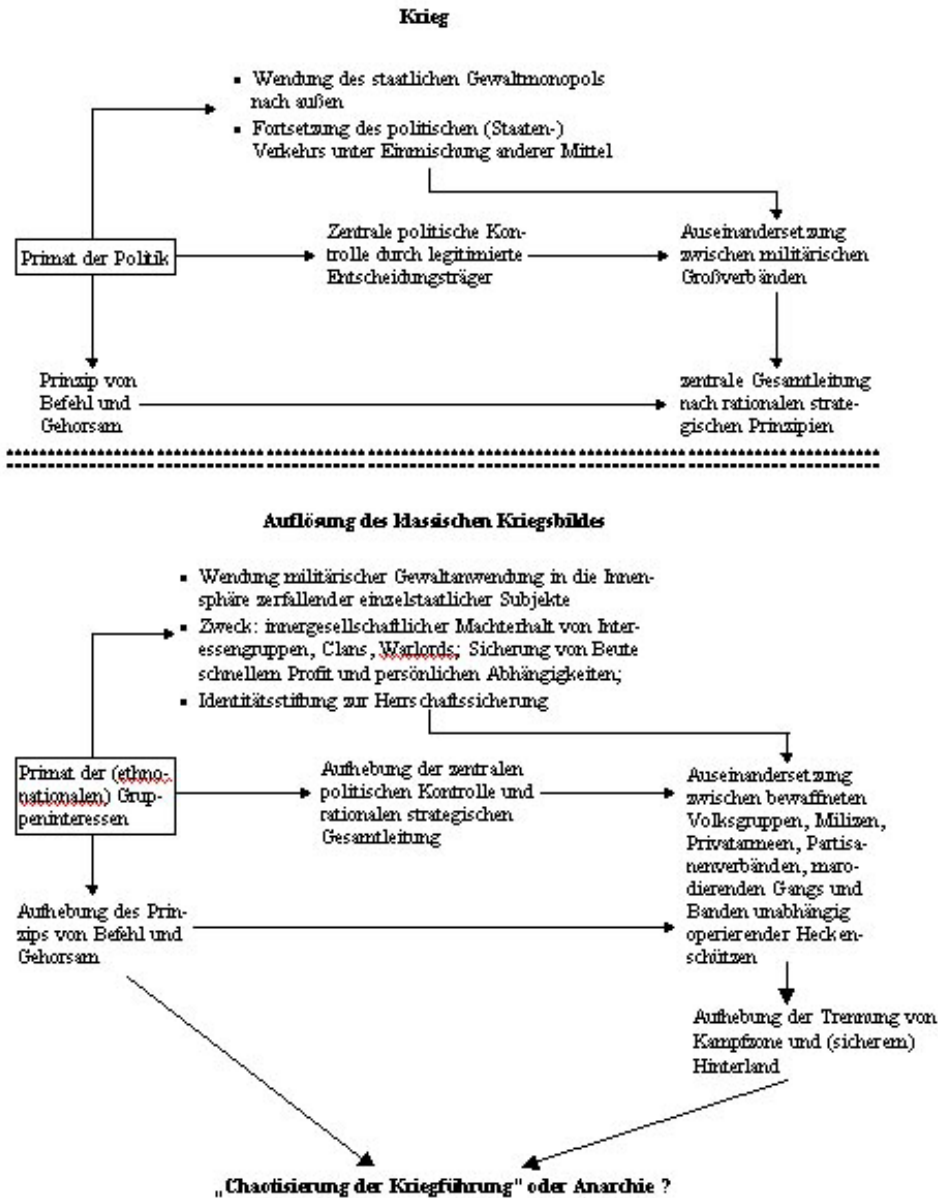 Krieg
▪ Wendung des staatlichen Gewaltmonopols
nach außen
▪ Fortsetzung des politischen (Staaten-)
Verkehrs unter Einmischung anderer Mittel
Primat der Politik
Zentrale politische Kon-
trolle durch legitimierte
Entscheidungsträger
Auseinandersetzung
zwischen militärischen
Großverbänden
Prinzip von
Befehl und
Gehorsam
zentrale Gesamtleitung
nach rationalen strate-
gischen Prinzipien
Auflösung des klassischen Kriegsbildes
▪ Wendung militärischer Gewaltanwendung in die Innen-
sphäre zerfallender einzelstaatlicher Subjekte
▪ Zweck: innergesellschaftlicher Machterhalt von Inter-
essengruppen, Clans, Warlords; Sicherung von Beute
schnellem Profit und persönlichen Abhängigkeiten;
▪ Identitätsstiftung zur Herrschaftssicherung
Primat der (ethno-
nationalen) Grup-
peninteressen
Aufhebung der zentralen
politischen Kontrolle und
rationalen strategischen
Gesamtleitung
Auseinandersetzung
zwischen bewaffneten
Volksgruppen, Milizen,
Privatarmeen, Partisa-
nenverbänden, maro-
dierenden Gangs und
Banden unabhängig
operierender Hecken-
schützen
Aufhebung des Prin-
zips von Befehl und
Gehorsam
Aufhebung der Trennung von
Kampfzone und (sicherem)
Hinterland
„Chaotisierung der Kriegführung" oder Anarchie ?